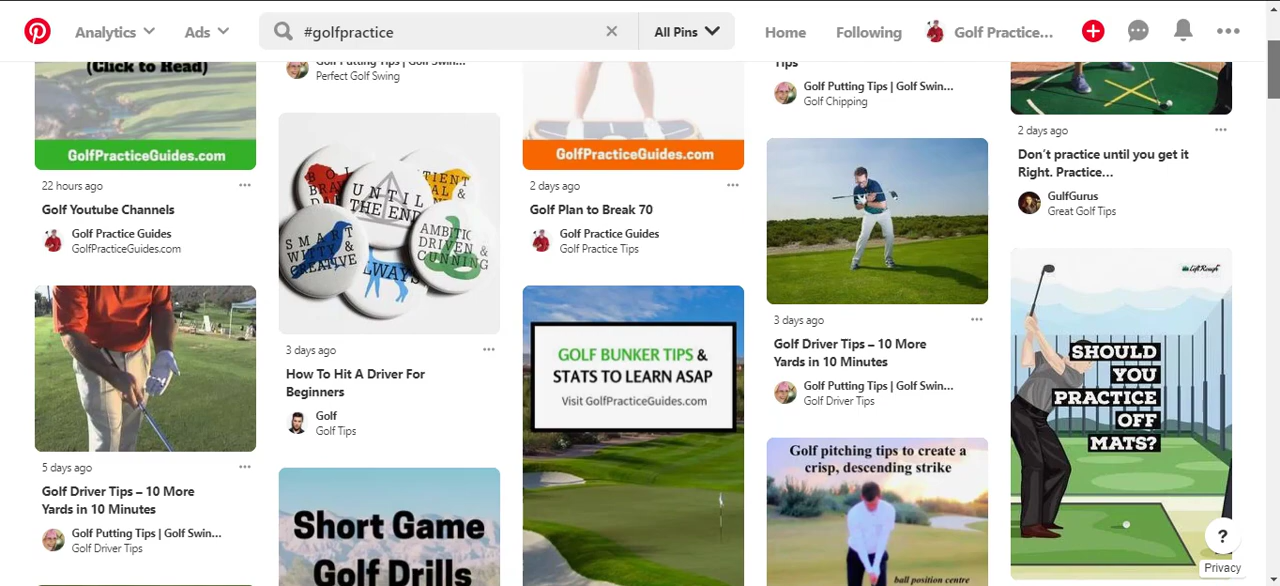 Analytics
Ads
#golfpractice
All Pins
Home
Following
Golf Practice...
(Click to Read)
GolfPracticeGuides.com
22 hours ago
Golf Youtube Channels
Golf Practice Guides
GolfPracticeGuides.com
5 days ago
Golf Driver Tips – 10 More
Yards in 10 Minutes
Golf Putting Tips | Golf Swin...
Golf Driver Tips
Golf Putting Tips | Golf Swin...
Perfect Golf Swing
UNTIL
THE END
SMART
WITTY &
CREATIVE
DRIVEN &
CUNNING
3 days ago
How To Hit A Driver For
Beginners
Golf
Golf Tips
Short Game
Golf Drills
GolfPracticeGuides.com
2 days ago
Golf Plan to Break 70
Golf Practice Guides
Golf Practice Tips
GOLF BUNKER TIPS &
STATS TO LEARN ASAP
Visit GolfPracticeGuides.com
Tips
Golf Putting Tips | Golf Swin...
Golf Chipping
3 days ago
Golf Driver Tips – 10 More
Yards in 10 Minutes
Golf Putting Tips | Golf Swin...
Golf Driver Tips
Golf pitching tips to create a
crisp, descending strike
ball position centre
2 days ago
Don't practice until you get it
Right. Practice...
GulfGurus
Great Golf Tips
LeftRough
SHOULD
YOU
PRACTICE
OFF
MATS?
?
Privacy